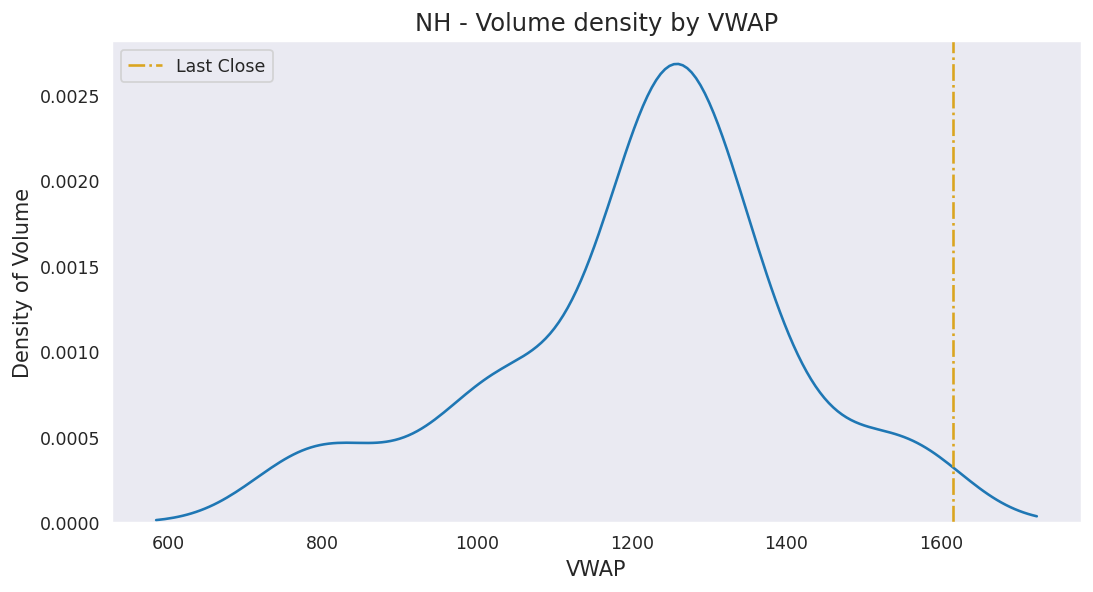 NH - Volume density by VWAP
Last Close
Density of Volume
0.0025
0.0020
0.0015
0.0010
0.0005
0.0000
600 800 1000 1200 1400 1600
VWAP